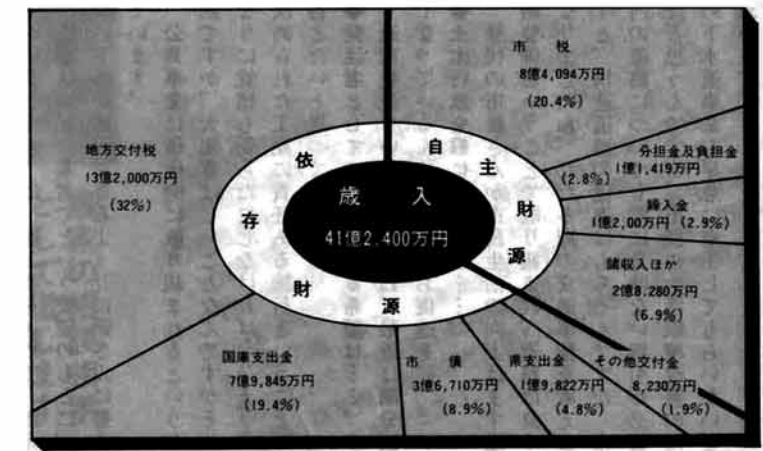 歳入
41億2.400万円
自主財源
依存財源
市税
8億4,094万円
(20.4%)
分担金及負担金
1億1,419万円
(2.8%)
繰入金
1億2,00万円 (2.9%)
諸収入ほか
2億8.280万円
(6.9%)
その他交付金
8,230万円
(1.9%)
県支出金
1億9,822万円
(4.8%)
市債
3億6,710万円
(8.9%)
国庫支出金
7億9,845万円
(19.4%)
地方交付税
13億2,000万円
(32%)